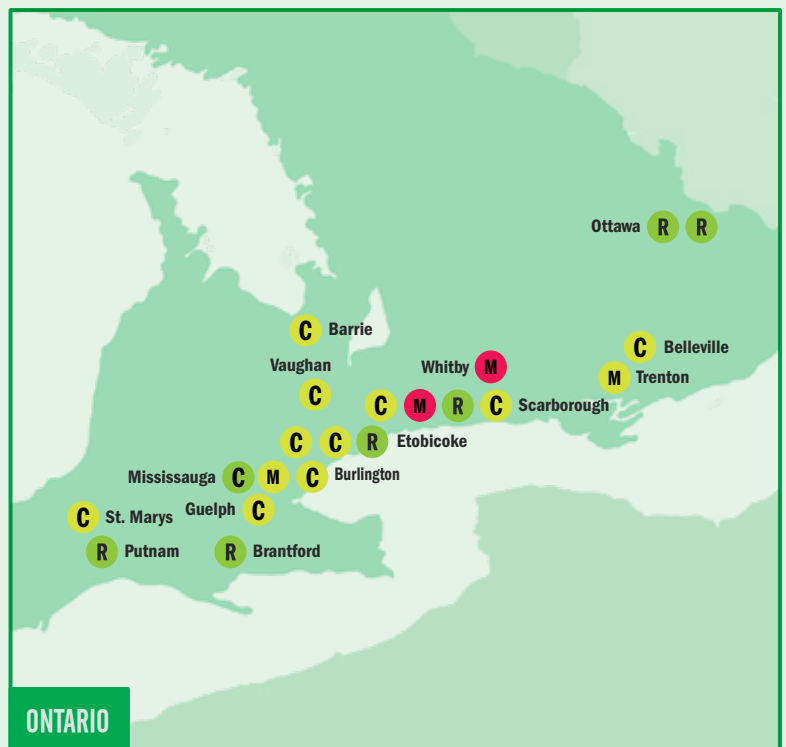 Ottawa R R
C Barrie
C Belleville
Vaughan
Whitby M
M Trenton
C
C M R C Scarborough
C C R Etobicoke
Mississauga C M C Burlington
Guelph C
C St. Marys
R Putnam
R Brantford
ONTARIO